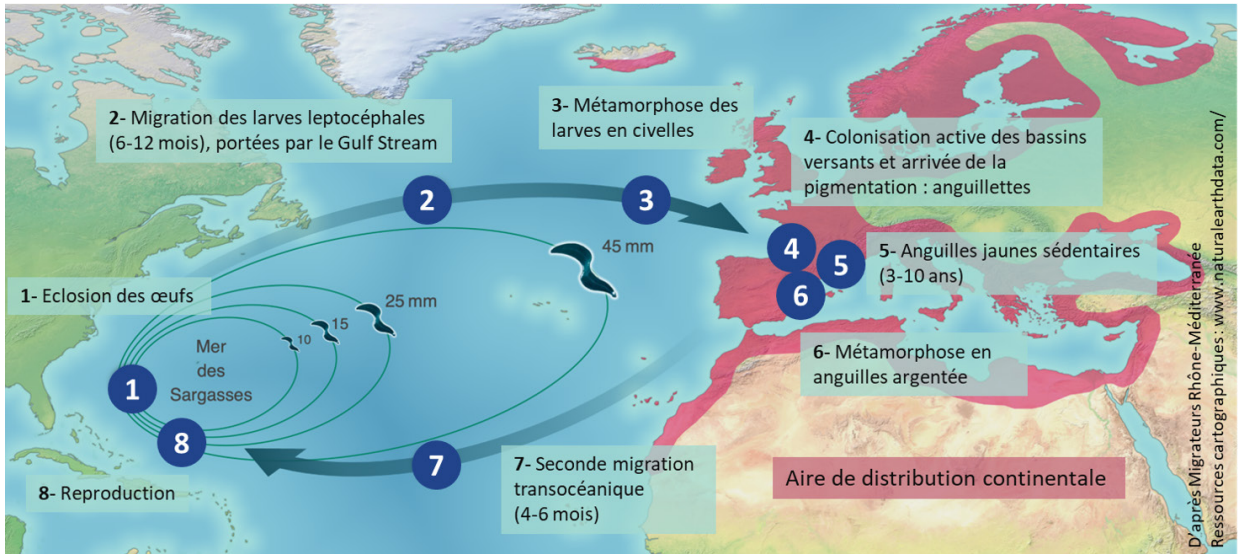 2- Migration des larves leptocéphales
(6-12 mois), portées par le Gulf Stream
3- Métamorphose des
larves en civelles
4- Colonisation active des bassins
versants et arrivée de la
pigmentation : anguillettes
2
3
4
5
6
5- Anguilles jaunes sédentaires
(3-10 ans)
45 mm
1- Eclosion des œufs
25 mm
15
10
Mer
des
Sargasses
6- Métamorphose en
anguilles argentée
1
8
7
7- Seconde migration
transocéanique
(4-6 mois)
8- Reproduction
Aire de distribution continentale
D'après Migrateurs Rhône-Méditerranée
Ressources cartographiques : www.naturalearthdata.com/